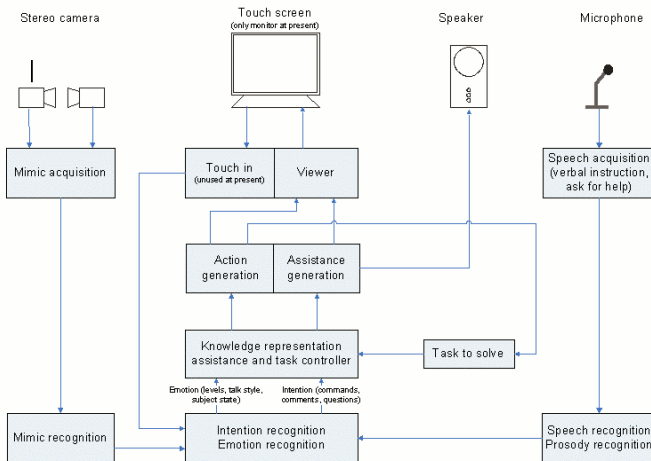 Stereo camera
Touch screen
(only monitor at present)
Speaker
Microphone
Mimic acquisition
Touch in
(unused at present)
Viewer
Speech acquisition
(verbal instruction,
ask for help)
Action
generation
Assistance
generation
Knowledge representation
assistance and task controller
Task to solve
Emotion (levels, talk style,
subject state)
Intention (commands,
comments, questions)
Mimic recognition
Intention recognition
Emotion recognition
Speech recognition
Prosody recognition